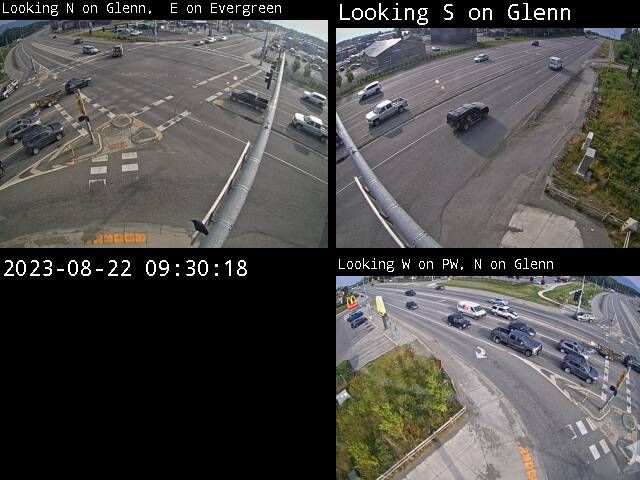 Looking N on Glenn,  E on Evergreen
Looking S on Glenn
2023-08-22 09:30:18
Looking W on PW, N on Glenn